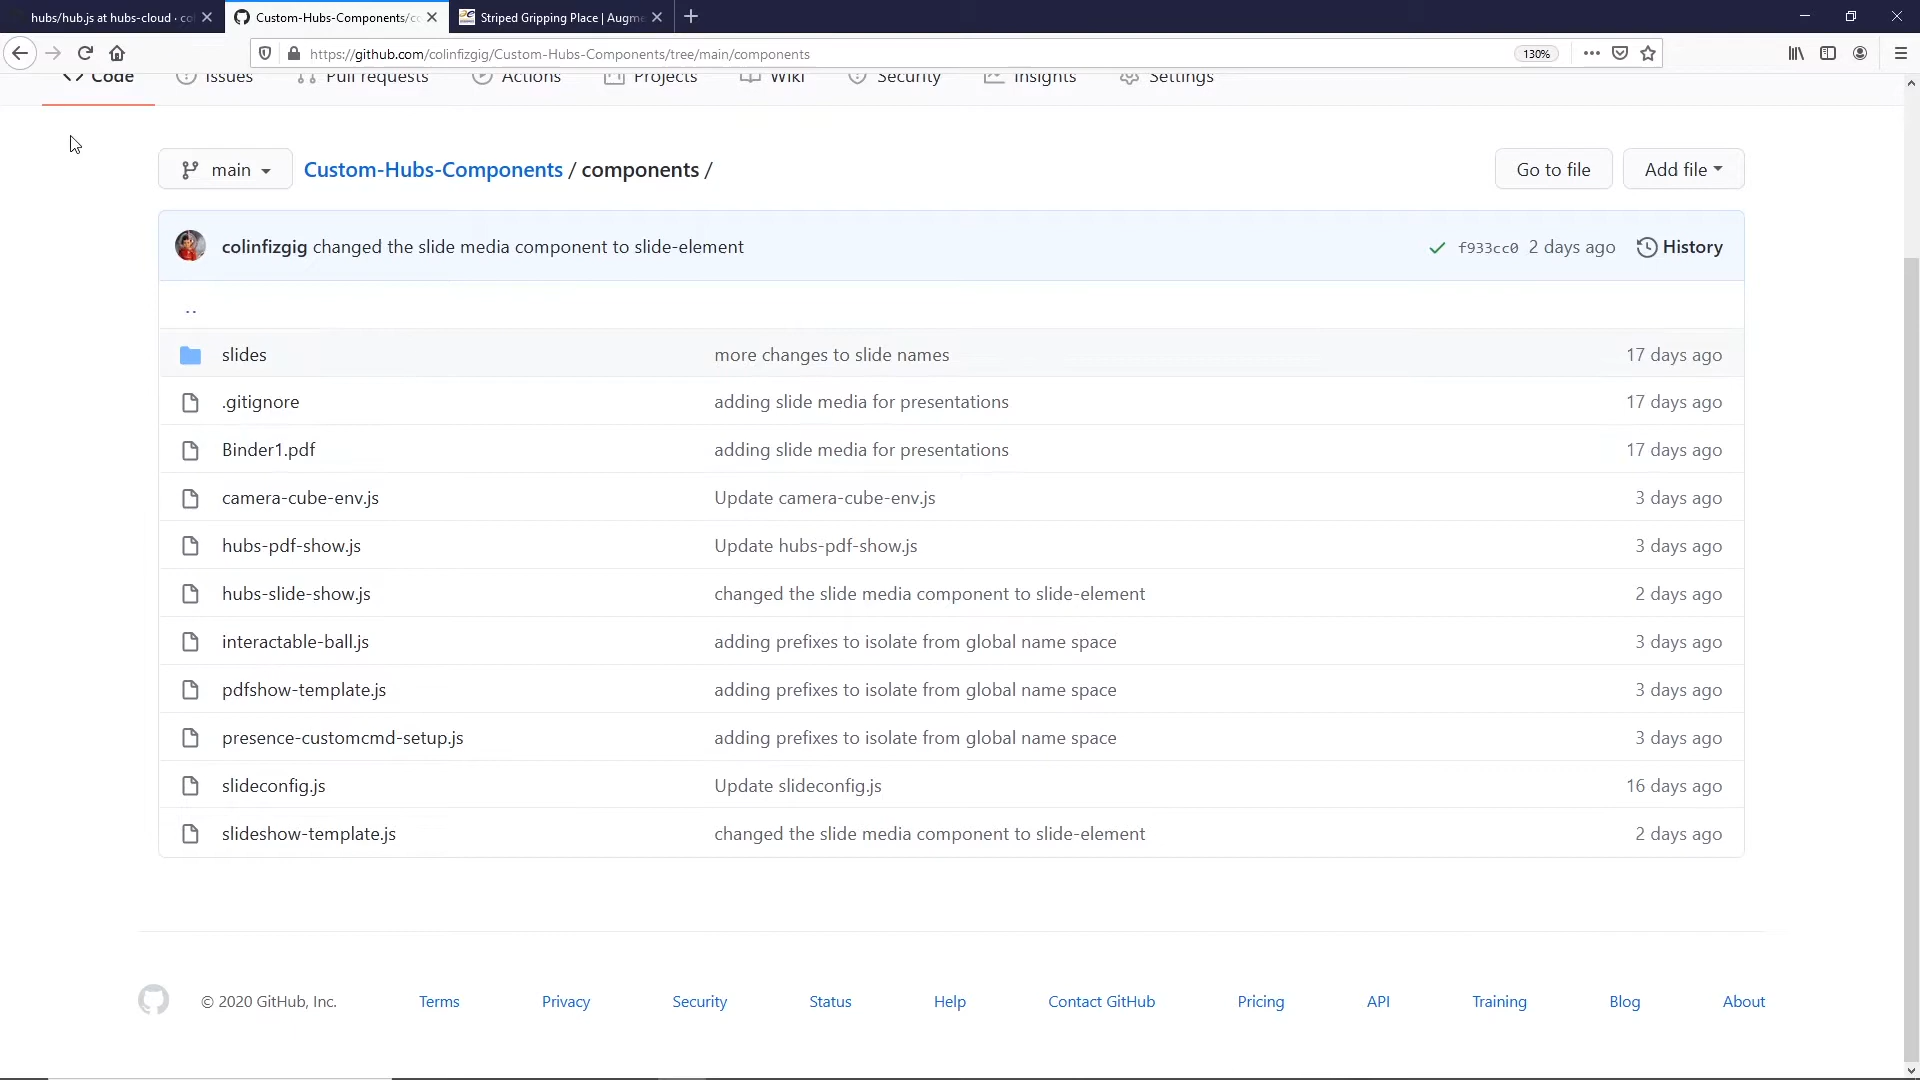 hubs/hub.js at hubs-cloud · co
Custom-Hubs-Components/co
Striped Gripping Place | Augme
https://github.com/colinfizgig/Custom-Hubs-Components/tree/main/components
130%
Code Issues Pull requests Actions Projects Wiki Security Insights Settings
main Custom-Hubs-Components / components / Go to file Add file
colinfizgig changed the slide media component to slide-element f933cc0 2 days ago History
..
slides more changes to slide names 17 days ago
.gitignore adding slide media for presentations 17 days ago
Binder1.pdf adding slide media for presentations 17 days ago
camera-cube-env.js Update camera-cube-env.js 3 days ago
hubs-pdf-show.js Update hubs-pdf-show.js 3 days ago
hubs-slide-show.js changed the slide media component to slide-element 2 days ago
interactable-ball.js adding prefixes to isolate from global name space 3 days ago
pdfshow-template.js adding prefixes to isolate from global name space 3 days ago
presence-customcmd-setup.js adding prefixes to isolate from global name space 3 days ago
slideconfig.js Update slideconfig.js 16 days ago
slideshow-template.js changed the slide media component to slide-element 2 days ago
© 2020 GitHub, Inc. Terms Privacy Security Status Help Contact GitHub Pricing API Training Blog About